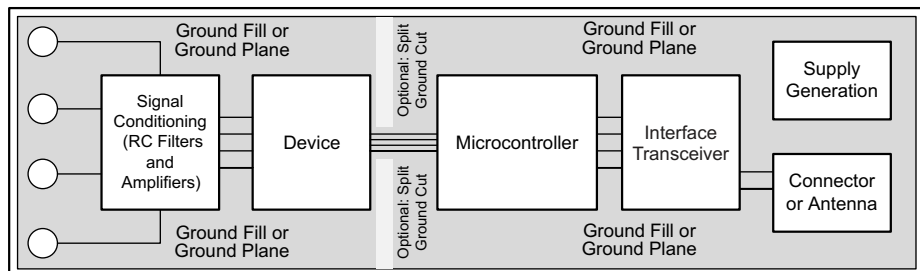 Ground Fill or
Ground Plane
Optional: Split
Ground Cut
Ground Fill or
Ground Plane
Supply
Generation
Signal
Conditioning
(RC Filters
and
Amplifiers)
Device
Microcontroller
Interface
Transceiver
Connector
or Antenna
Ground Fill or
Ground Plane
Optional: Split
Ground Cut
Ground Fill or
Ground Plane